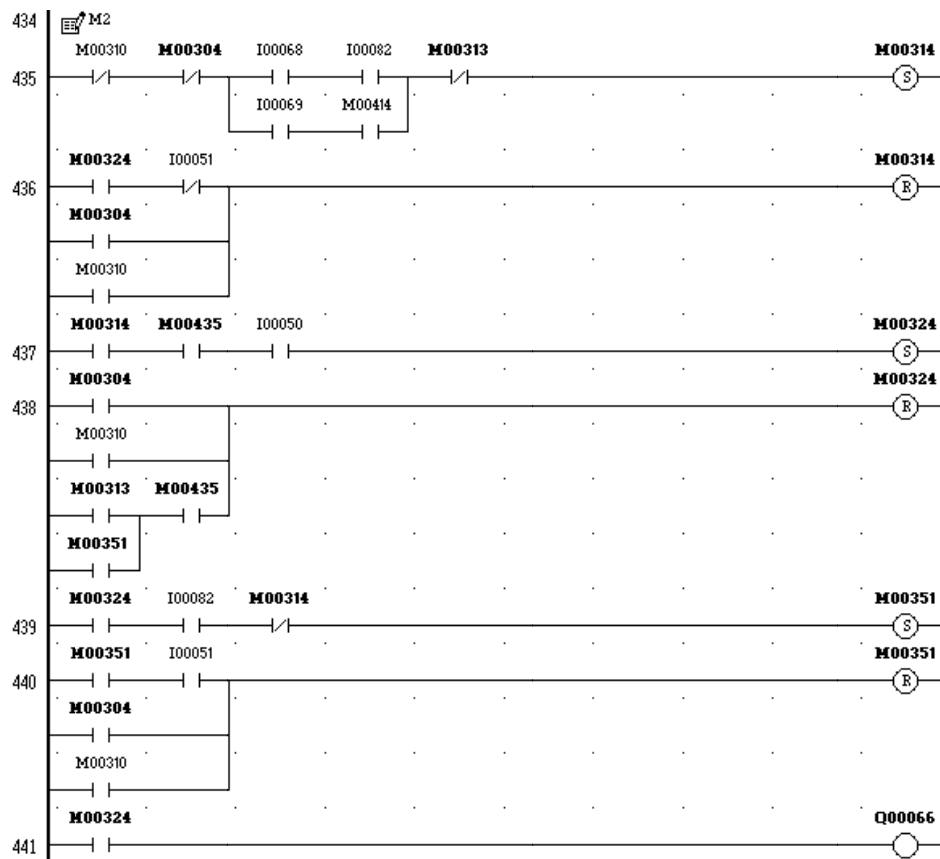 434 M2
M00310 M00304 I00068 I00082 M00313 M00314
435 S
I00069 M00414
M00324 I00051 M00314
436 R
M00304
M00310
M00314 M00435 I00050 M00324
437 S
M00304 M00324
438 R
M00310
M00313 M00435
M00351
M00324 I00082 M00314 M00351
439 S
M00351 I00051 M00351
440 R
M00304
M00310
M00324 Q00066
441